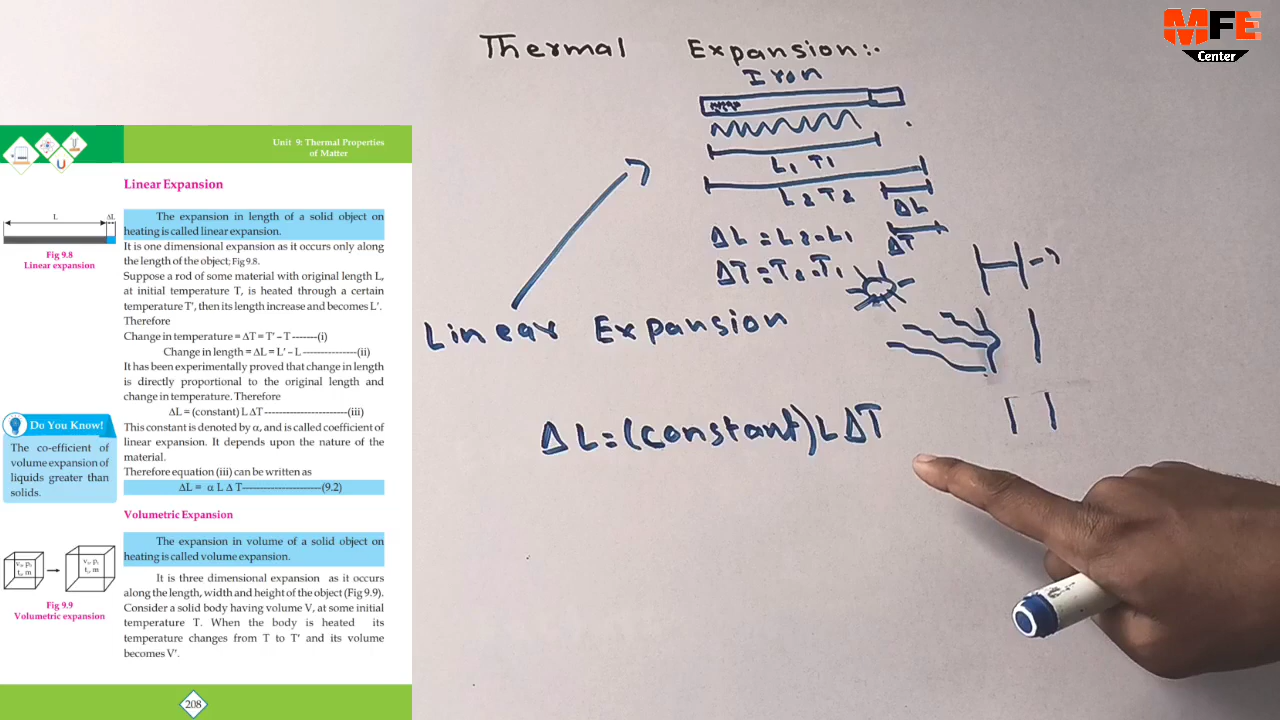 MFE
Center
Thermal Expansion:.
Iron
L₁ T₁
L₂ T₂
ΔL
ΔL = L₂ - L₁
ΔT
ΔT = T₂ - T₁
Linear Expansion
ΔL = (constant) L ΔT
Unit 9: Thermal Properties
of Matter
Linear Expansion
L ΔL
Fig 9.8
Linear expansion
The expansion in length of a solid object on
heating is called linear expansion.
It is one dimensional expansion as it occurs only along
the length of the object; Fig 9.8.
Suppose a rod of some material with original length L,
at initial temperature T, is heated through a certain
temperature T′, then its length increase and becomes L′.
Therefore
Change in temperature = ΔT = T′ – T -------(i)
Change in length = ΔL = L′ – L ---------------(ii)
It has been experimentally proved that change in length
is directly proportional to the original length and
change in temperature. Therefore
ΔL = (constant) L ΔT-----------------------(iii)
This constant is denoted by α, and is called coefficient of
linear expansion. It depends upon the nature of the
material.
Therefore equation (iii) can be written as
ΔL = α L Δ T----------------------(9.2)
Do You Know!
The co-efficient of
volume expansion of
liquids greater than
solids.
Volumetric Expansion
The expansion in volume of a solid object on
heating is called volume expansion.
It is three dimensional expansion as it occurs
along the length, width and height of the object (Fig 9.9).
Consider a solid body having volume V, at some initial
temperature T. When the body is heated its
temperature changes from T to T′ and its volume
becomes V′.
Fig 9.9
Volumetric expansion
208